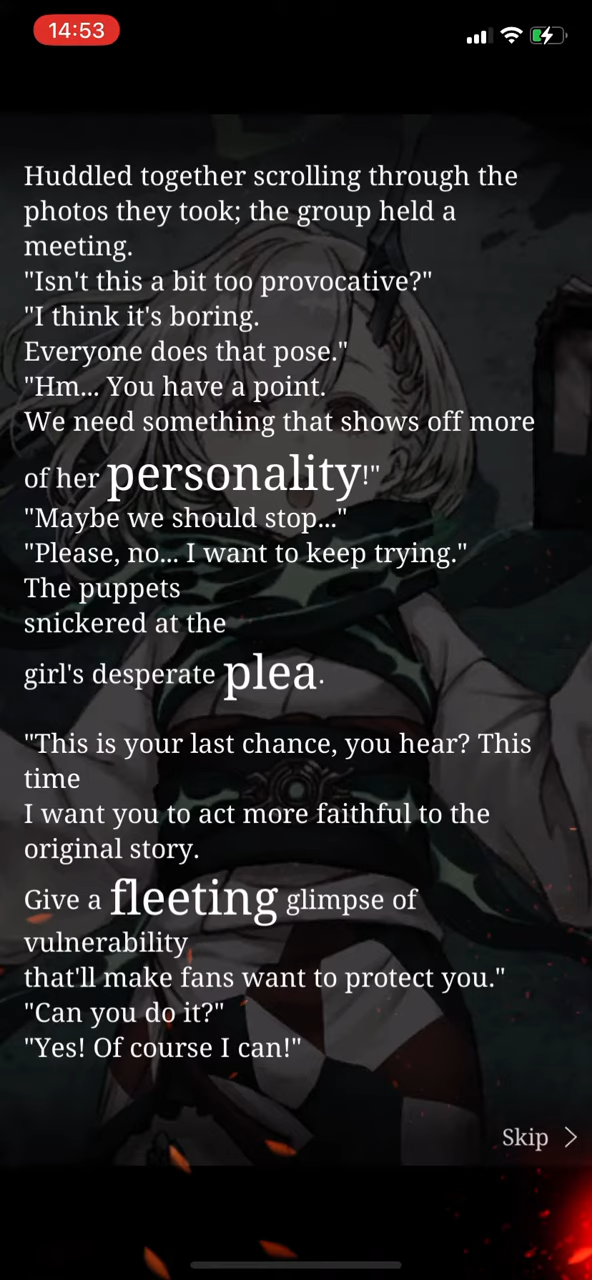 14:53
Huddled together scrolling through the
photos they took; the group held a
meeting.
"Isn't this a bit too provocative?"
"I think it's boring.
Everyone does that pose."
"Hm... You have a point.
We need something that shows off more
of her personality!"
"Maybe we should stop..."
"Please, no... I want to keep trying."
The puppets
snickered at the
girl's desperate plea.
"This is your last chance, you hear? This
time
I want you to act more faithful to the
original story.
Give a fleeting glimpse of
vulnerability
that'll make fans want to protect you."
"Can you do it?"
"Yes! Of course I can!"
Skip